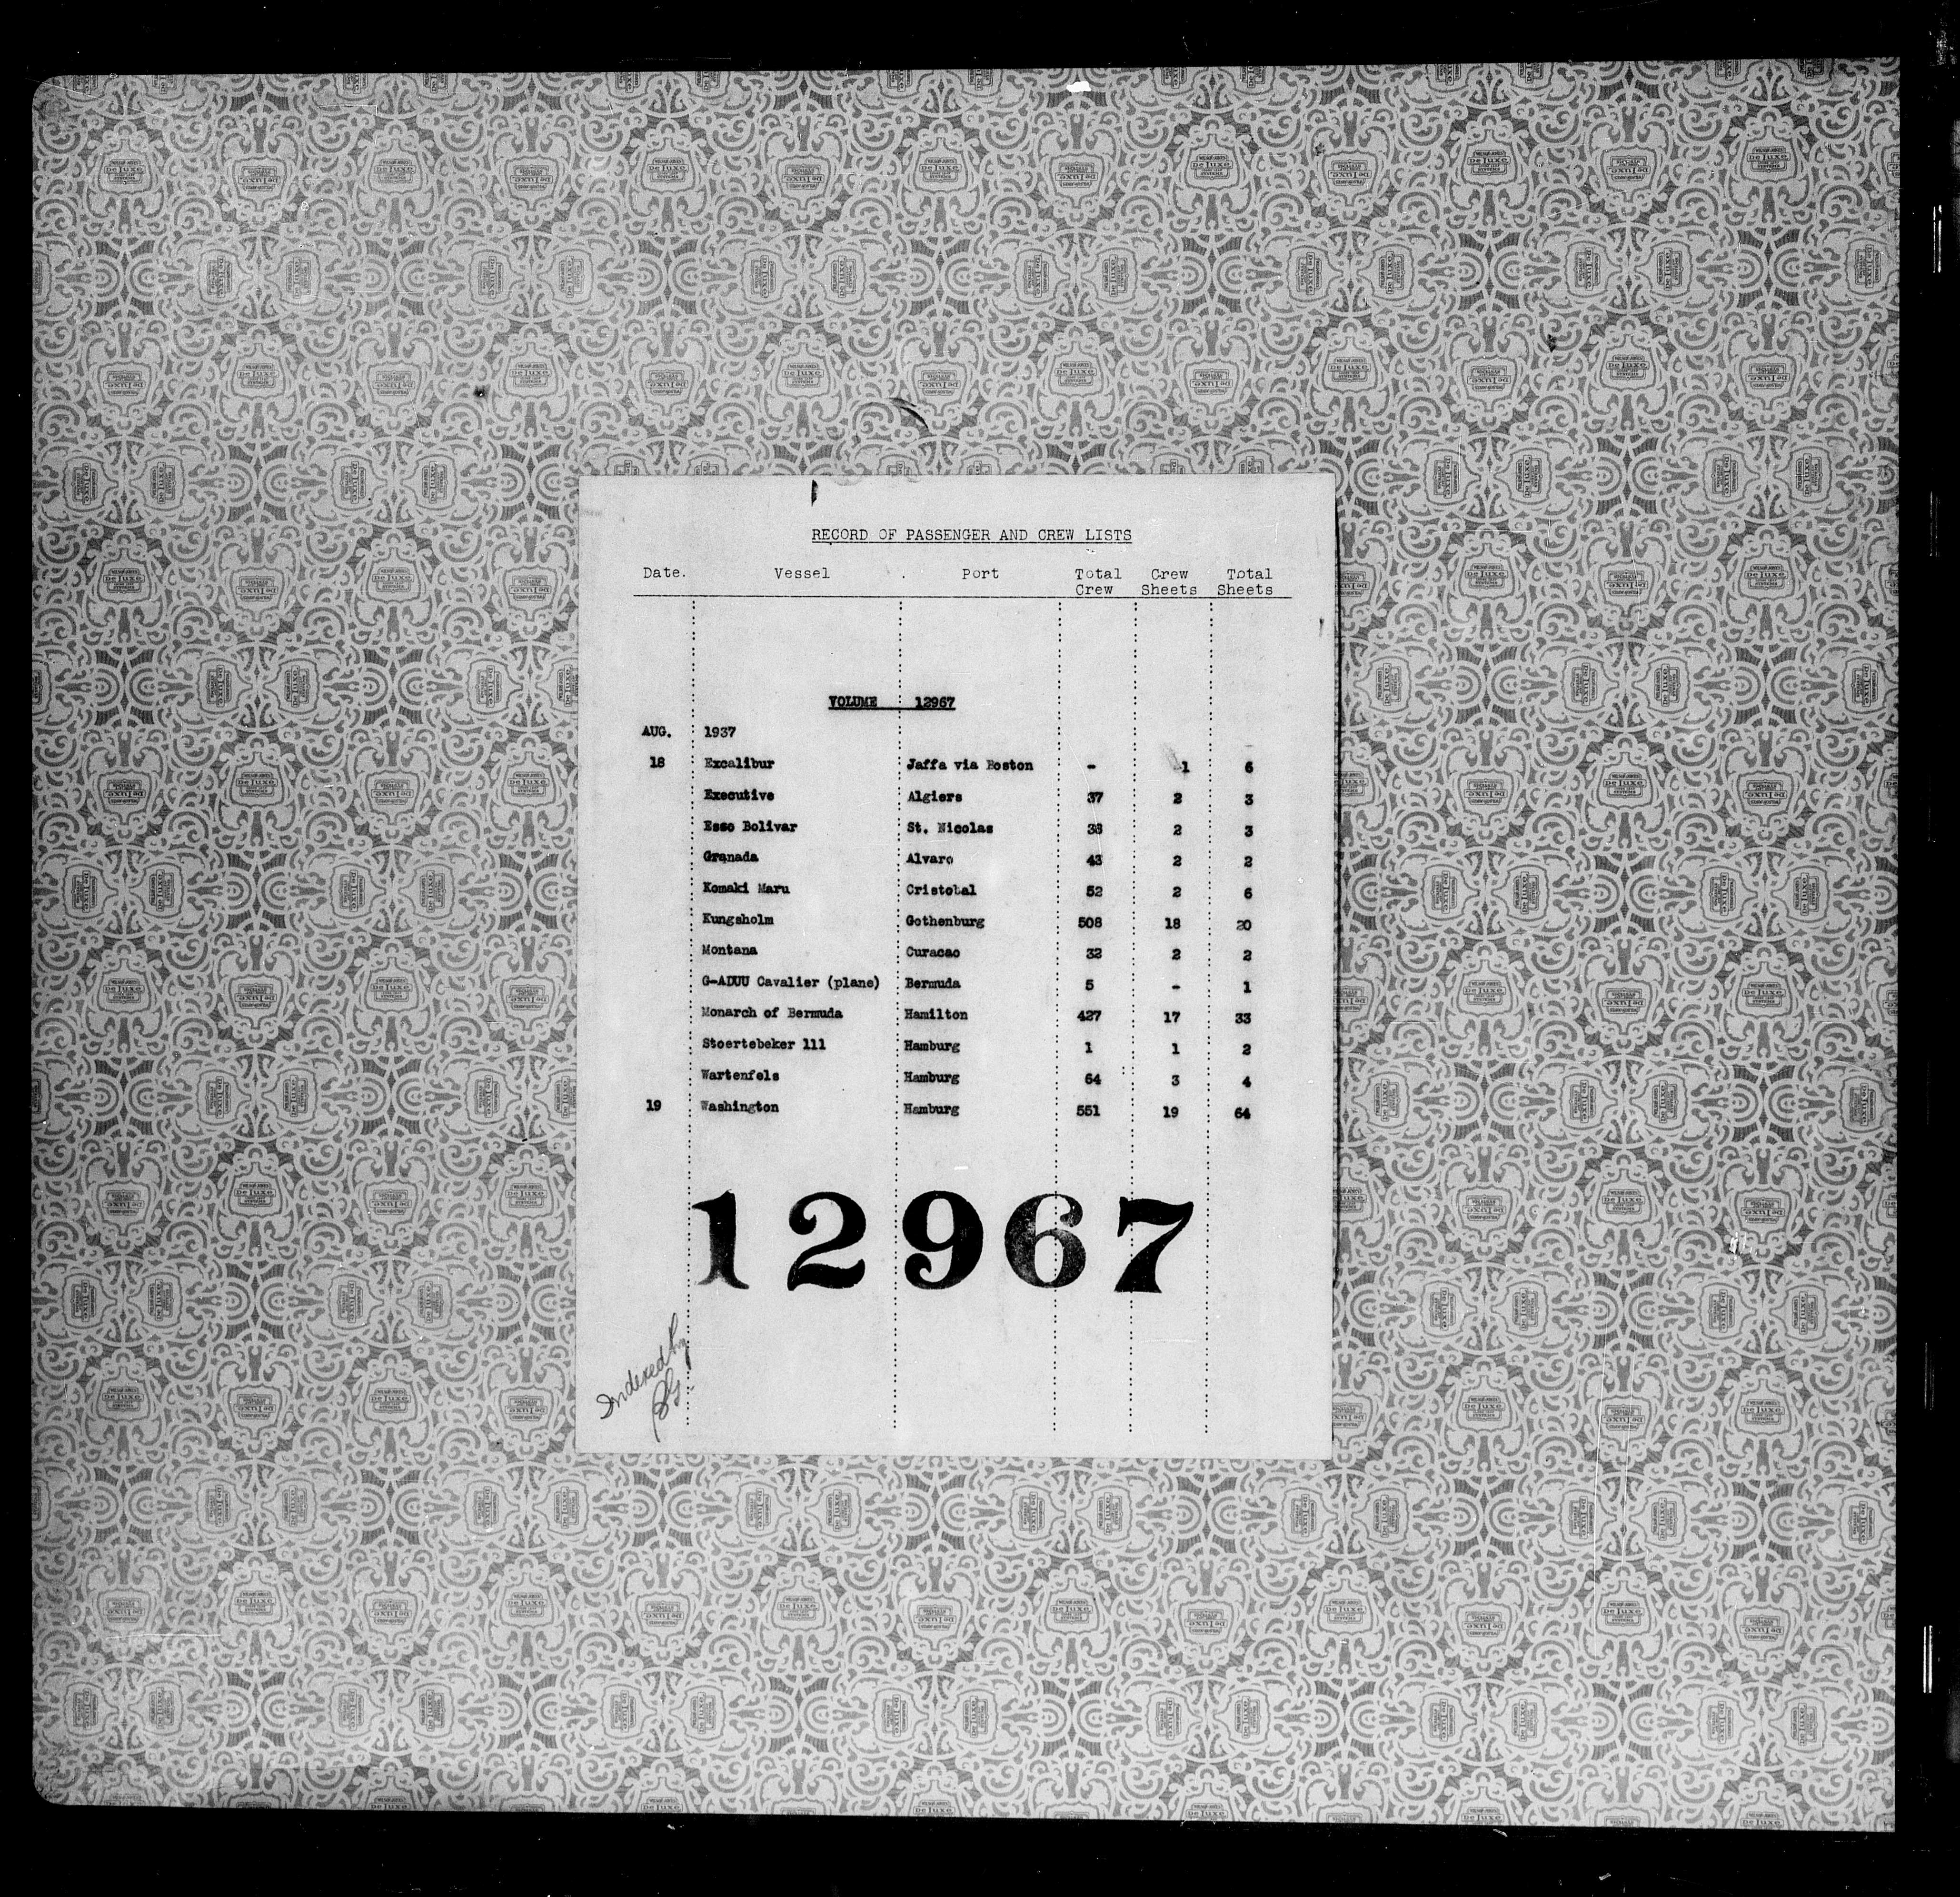 RECORD OF PASSENGER AND CREW LISTS
Date. Vessel . Port Total Crew Total
Crew Sheets Sheets
VOLUME 12967
AUG. 1937
18 Excalibur Jaffa via Boston - 1 6
Executive Algiers 37 2 3
Esso Bolivar St. Nicolas 2 3
Granada Alvaro 43 2 2
Komaki Maru Cristobal 52 2 6
Kungsholm Gothenburg 508 18 20
Montana Curacao 32 2 2
G-ADUU Cavalier (plane) Bermuda 5 - 1
Monarch of Bermuda Hamilton 427 17 33
Stoertebeker 111 Hamburg 1 1 2
Wartenfels Hamburg 64 3 4
19 Washington Hamburg 551 19 64
12967
Indexed by